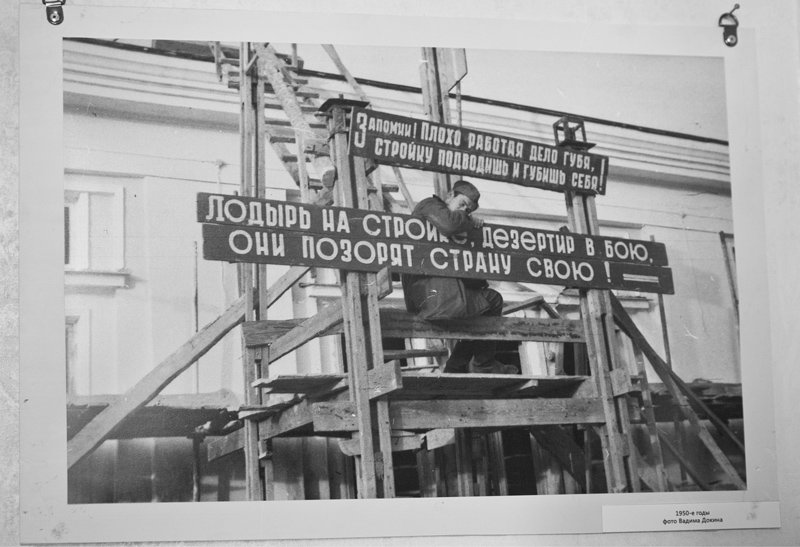 Запомни! Плохо работая дело губя,
стройку подводишь и губишь себя!
Лодырь на стройке, дезертир в бою,
они позорят страну свою!
1950-е годы
фото Вадима Докина